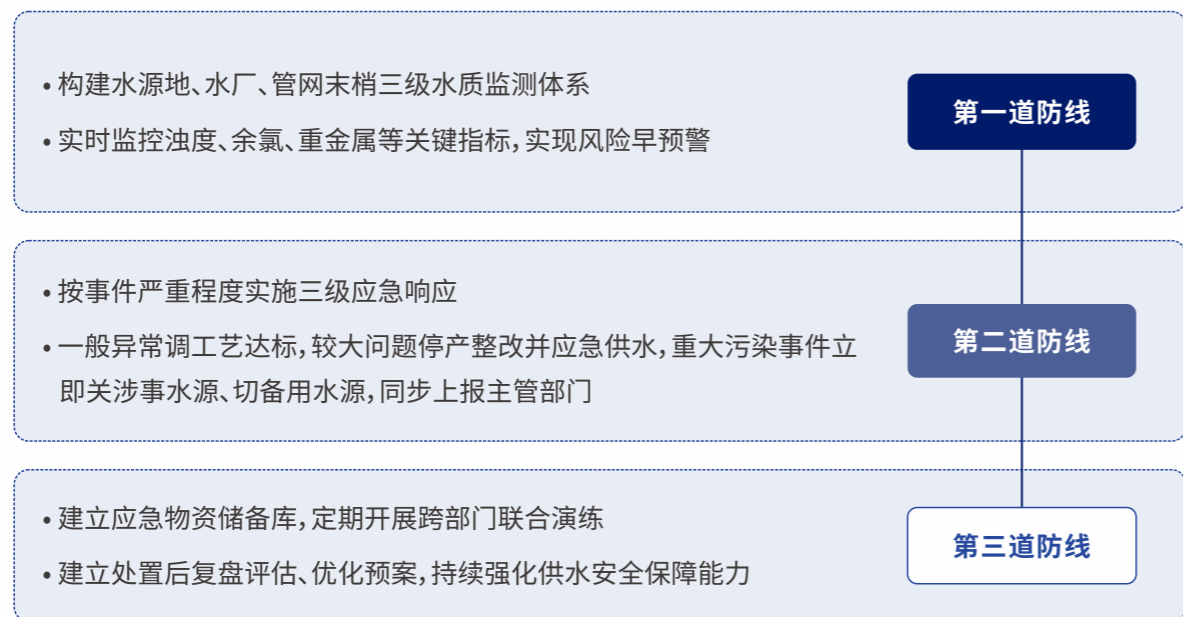 • 构建水源地、水厂、管网末梢三级水质监测体系
• 实时监控浊度、余氯、重金属等关键指标，实现风险早预警
第一道防线
• 按事件严重程度实施三级应急响应
• 一般异常调工艺达标，较大问题停产整改并应急供水，重大污染事件立
即关涉事水源、切备用水源，同步上报主管部门
第二道防线
• 建立应急物资储备库，定期开展跨部门联合演练
• 建立处置后复盘评估、优化预案，持续强化供水安全保障能力
第三道防线